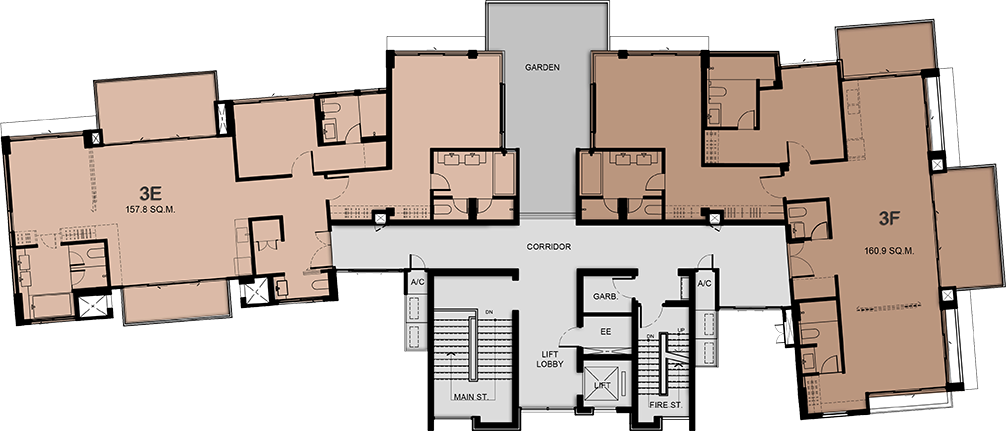 GARDEN
3E
157.8 SQ.M.
3F
160.9 SQ.M.
CORRIDOR
A/C
GARB.
A/C
DN
EE
UP
DN
LIFT
LOBBY
LIFT
MAIN ST.
FIRE ST.